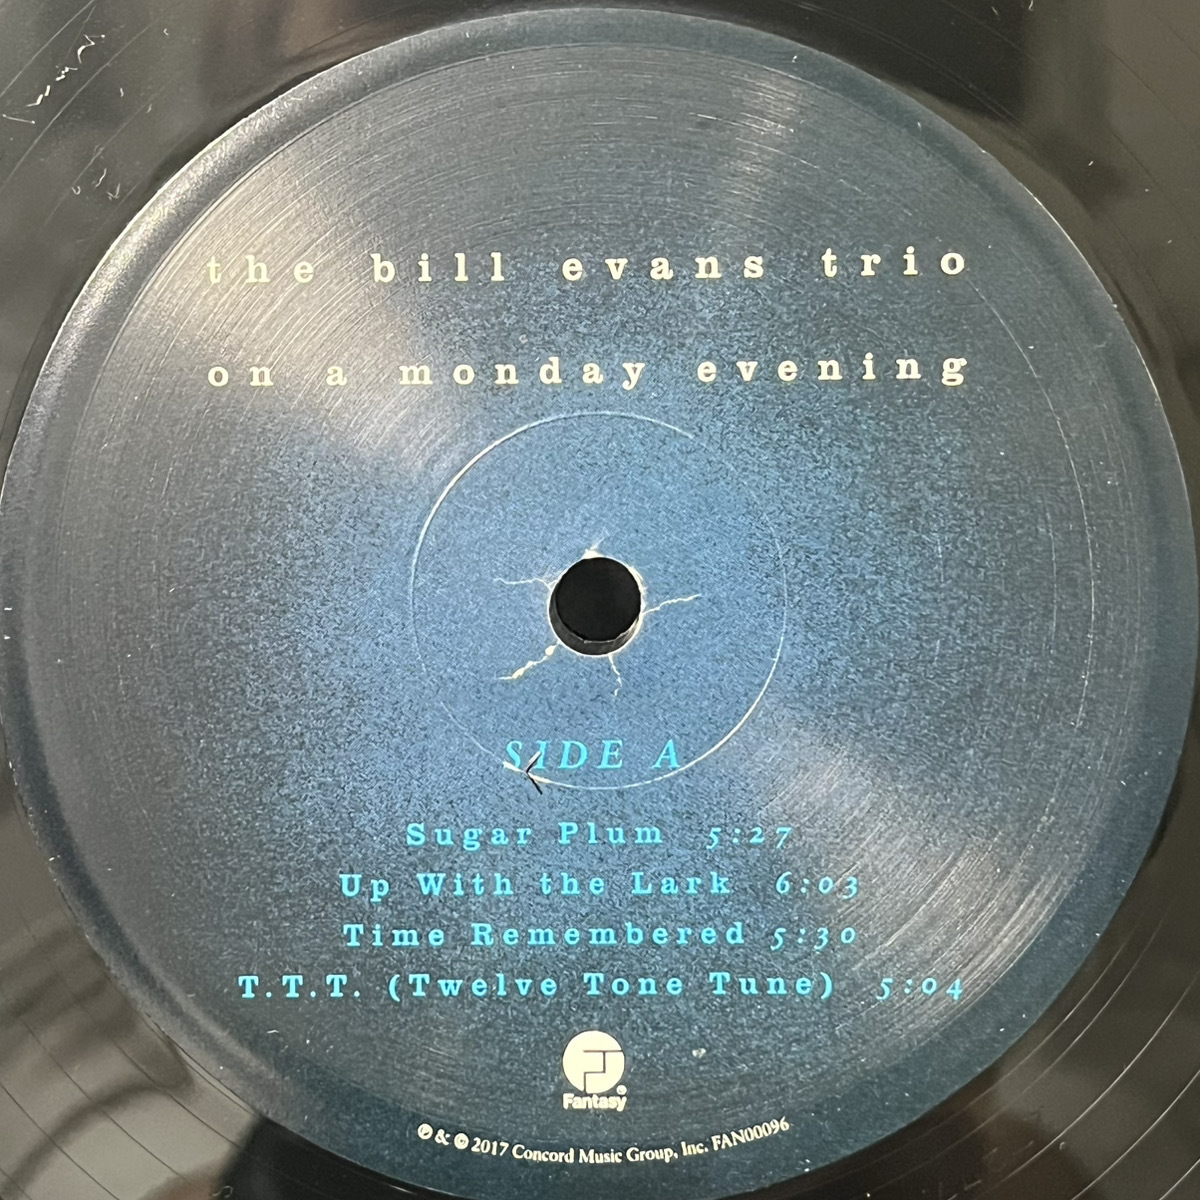 the bill evans trio
on a monday evening
SIDE A
Sugar Plum 5:27
Up With the Lark 6:03
Time Remembered 5:30
T.T.T. (Twelve Tone Tune) 5:04
Fantasy
℗ & © 2017 Concord Music Group, Inc. FAN00096